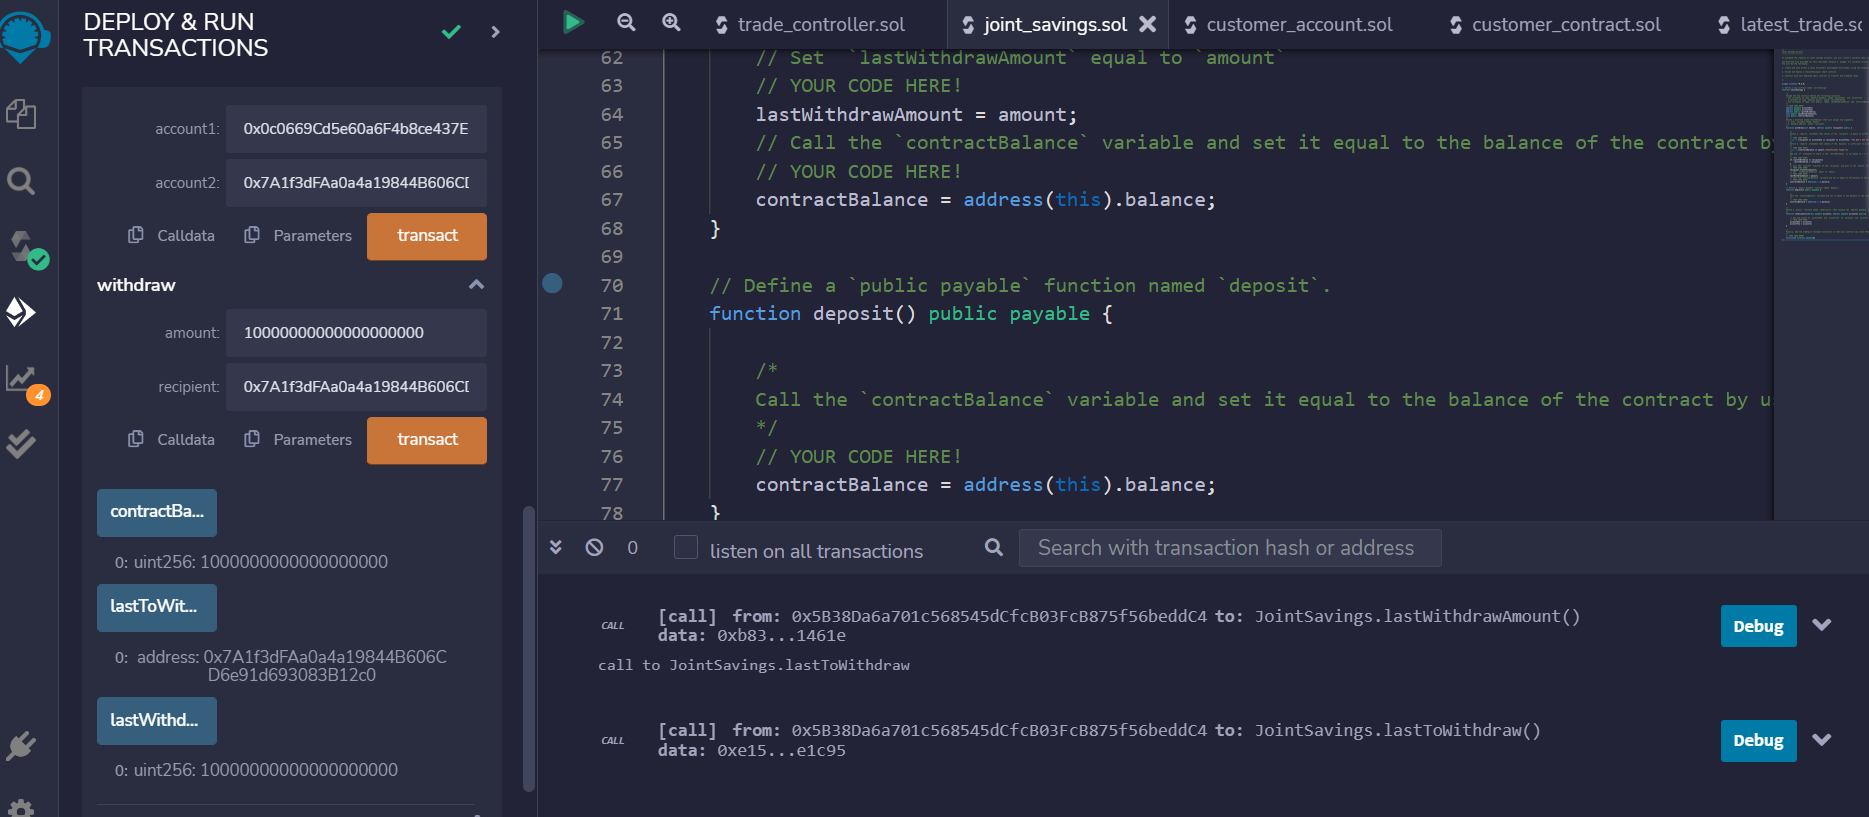 DEPLOY & RUN
TRANSACTIONS
account1: 0x0c0669Cd5e60a6F4b8ce437E
account2: 0x7A1f3dFAa0a4a19844B606CD
Calldata Parameters transact
withdraw
amount: 10000000000000000000
recipient: 0x7A1f3dFAa0a4a19844B606CD
Calldata Parameters transact
contractBa...
0: uint256: 1000000000000000000
lastToWit...
0: address: 0x7A1f3dFAa0a4a19844B606C
D6e91d693083B12c0
lastWithd...
0: uint256: 10000000000000000000
4
trade_controller.sol joint_savings.sol customer_account.sol customer_contract.sol latest_trade.sc
62 // Set `lastWithdrawAmount` equal to `amount`
63 // YOUR CODE HERE!
64 lastWithdrawAmount = amount;
65 // Call the `contractBalance` variable and set it equal to the balance of the contract by
66 // YOUR CODE HERE!
67 contractBalance = address(this).balance;
68 }
69
70 // Define a `public payable` function named `deposit`.
71 function deposit() public payable {
72
73 /*
74 Call the `contractBalance` variable and set it equal to the balance of the contract by u
75 */
76 // YOUR CODE HERE!
77 contractBalance = address(this).balance;
78 }
0 listen on all transactions Search with transaction hash or address
CALL [call] from: 0x5B38Da6a701c568545dCfcB03FcB875f56beddC4 to: JointSavings.lastWithdrawAmount() Debug
data: 0xb83...1461e
call to JointSavings.lastToWithdraw
CALL [call] from: 0x5B38Da6a701c568545dCfcB03FcB875f56beddC4 to: JointSavings.lastToWithdraw() Debug
data: 0xe15...e1c95